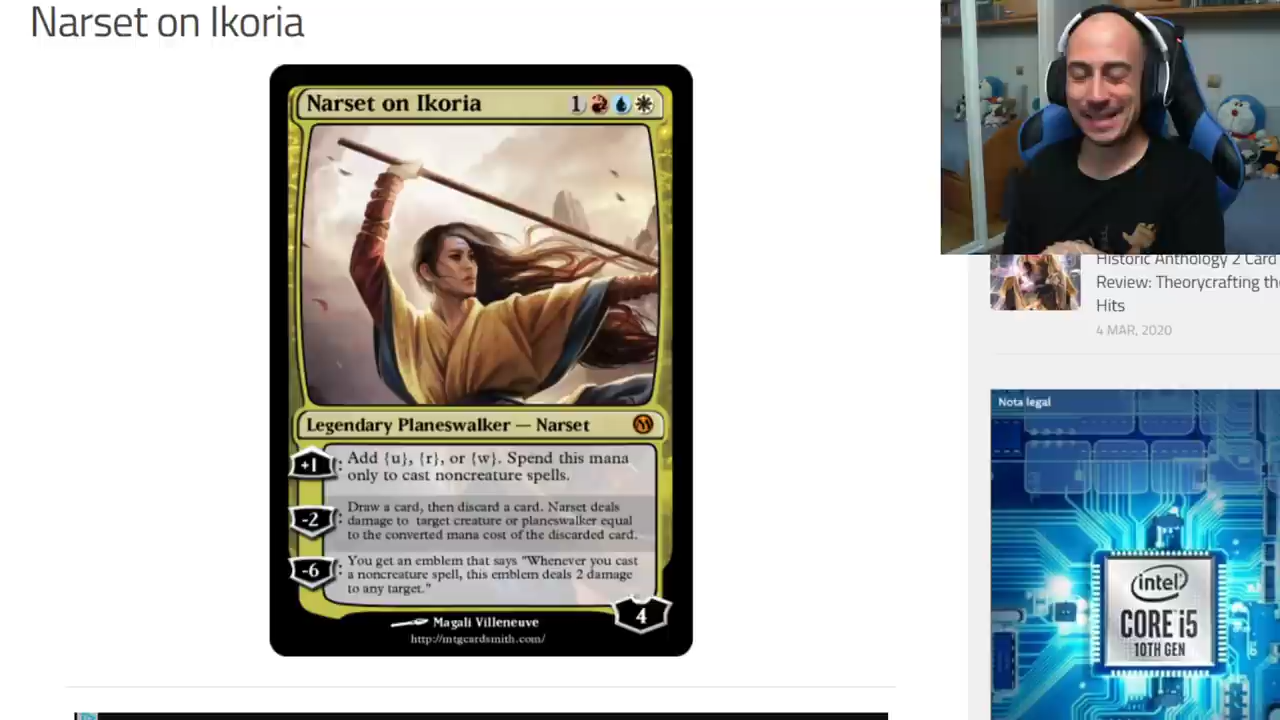 Narset on Ikoria
Narset on Ikoria 1
Legendary Planeswalker — Narset
+1 : Add {u}, {r}, or {w}. Spend this mana
only to cast noncreature spells.
-2 : Draw a card, then discard a card. Narset deals
damage to target creature or planeswalker equal
to the converted mana cost of the discarded card.
-6 : You get an emblem that says "Whenever you cast
a noncreature spell, this emblem deals 2 damage
to any target."
4
Magali Villeneuve
http://mtgcardsmith.com/
Historic Anthology 2 Card
Review: Theorycrafting the
Hits
4 MAR, 2020
Nota legal
intel
CORE i5
10TH GEN